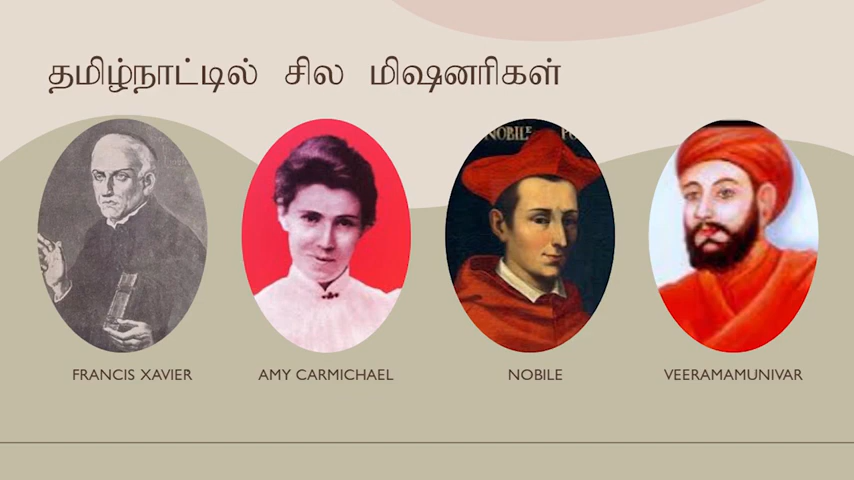 தமிழ்நாட்டில் சில மிஷனரிகள்
NOBILE
FRANCIS XAVIER
AMY CARMICHAEL
NOBILE
VEERAMAMUNIVAR